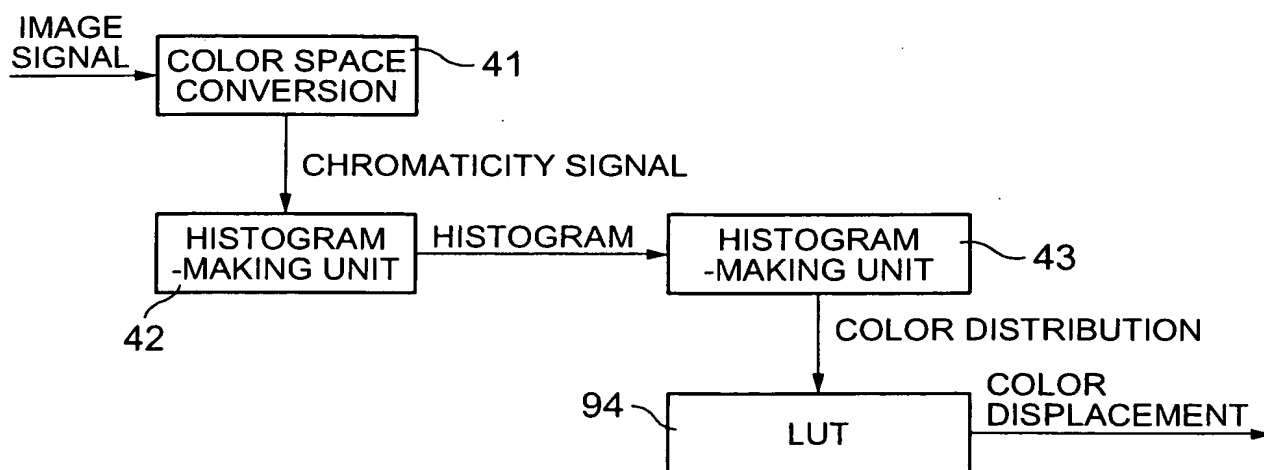 IMAGE
SIGNAL
COLOR SPACE
CONVERSION
41
CHROMATICITY SIGNAL
HISTOGRAM
-MAKING UNIT
42
HISTOGRAM
HISTOGRAM
-MAKING UNIT
43
COLOR DISTRIBUTION
94
LUT
COLOR
DISPLACEMENT